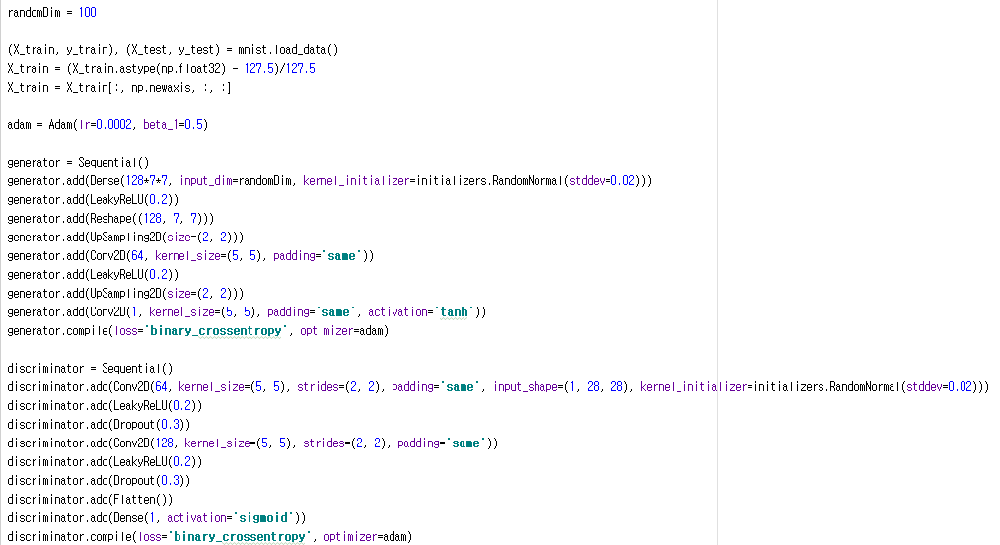 randomDim = 100
(X_train, y_train), (X_test, y_test) = mnist.load_data()
X_train = (X_train.astype(np.float32) - 127.5)/127.5
X_train = X_train[:, np.newaxis, :, :]
adam = Adam(lr=0.0002, beta_1=0.5)
generator = Sequential()
generator.add(Dense(128*7*7, input_dim=randomDim, kernel_initializer=initializers.RandomNormal(stddev=0.02)))
generator.add(LeakyReLU(0.2))
generator.add(Reshape((128, 7, 7)))
generator.add(UpSampling2D(size=(2, 2)))
generator.add(Conv2D(64, kernel_size=(5, 5), padding='same'))
generator.add(LeakyReLU(0.2))
generator.add(UpSampling2D(size=(2, 2)))
generator.add(Conv2D(1, kernel_size=(5, 5), padding='same', activation='tanh'))
generator.compile(loss='binary_crossentropy', optimizer=adam)
discriminator = Sequential()
discriminator.add(Conv2D(64, kernel_size=(5, 5), strides=(2, 2), padding='same', input_shape=(1, 28, 28), kernel_initializer=initializers.RandomNormal(stddev=0.02)))
discriminator.add(LeakyReLU(0.2))
discriminator.add(Dropout(0.3))
discriminator.add(Conv2D(128, kernel_size=(5, 5), strides=(2, 2), padding='same'))
discriminator.add(LeakyReLU(0.2))
discriminator.add(Dropout(0.3))
discriminator.add(Flatten())
discriminator.add(Dense(1, activation='sigmoid'))
discriminator.compile(loss='binary_crossentropy', optimizer=adam)